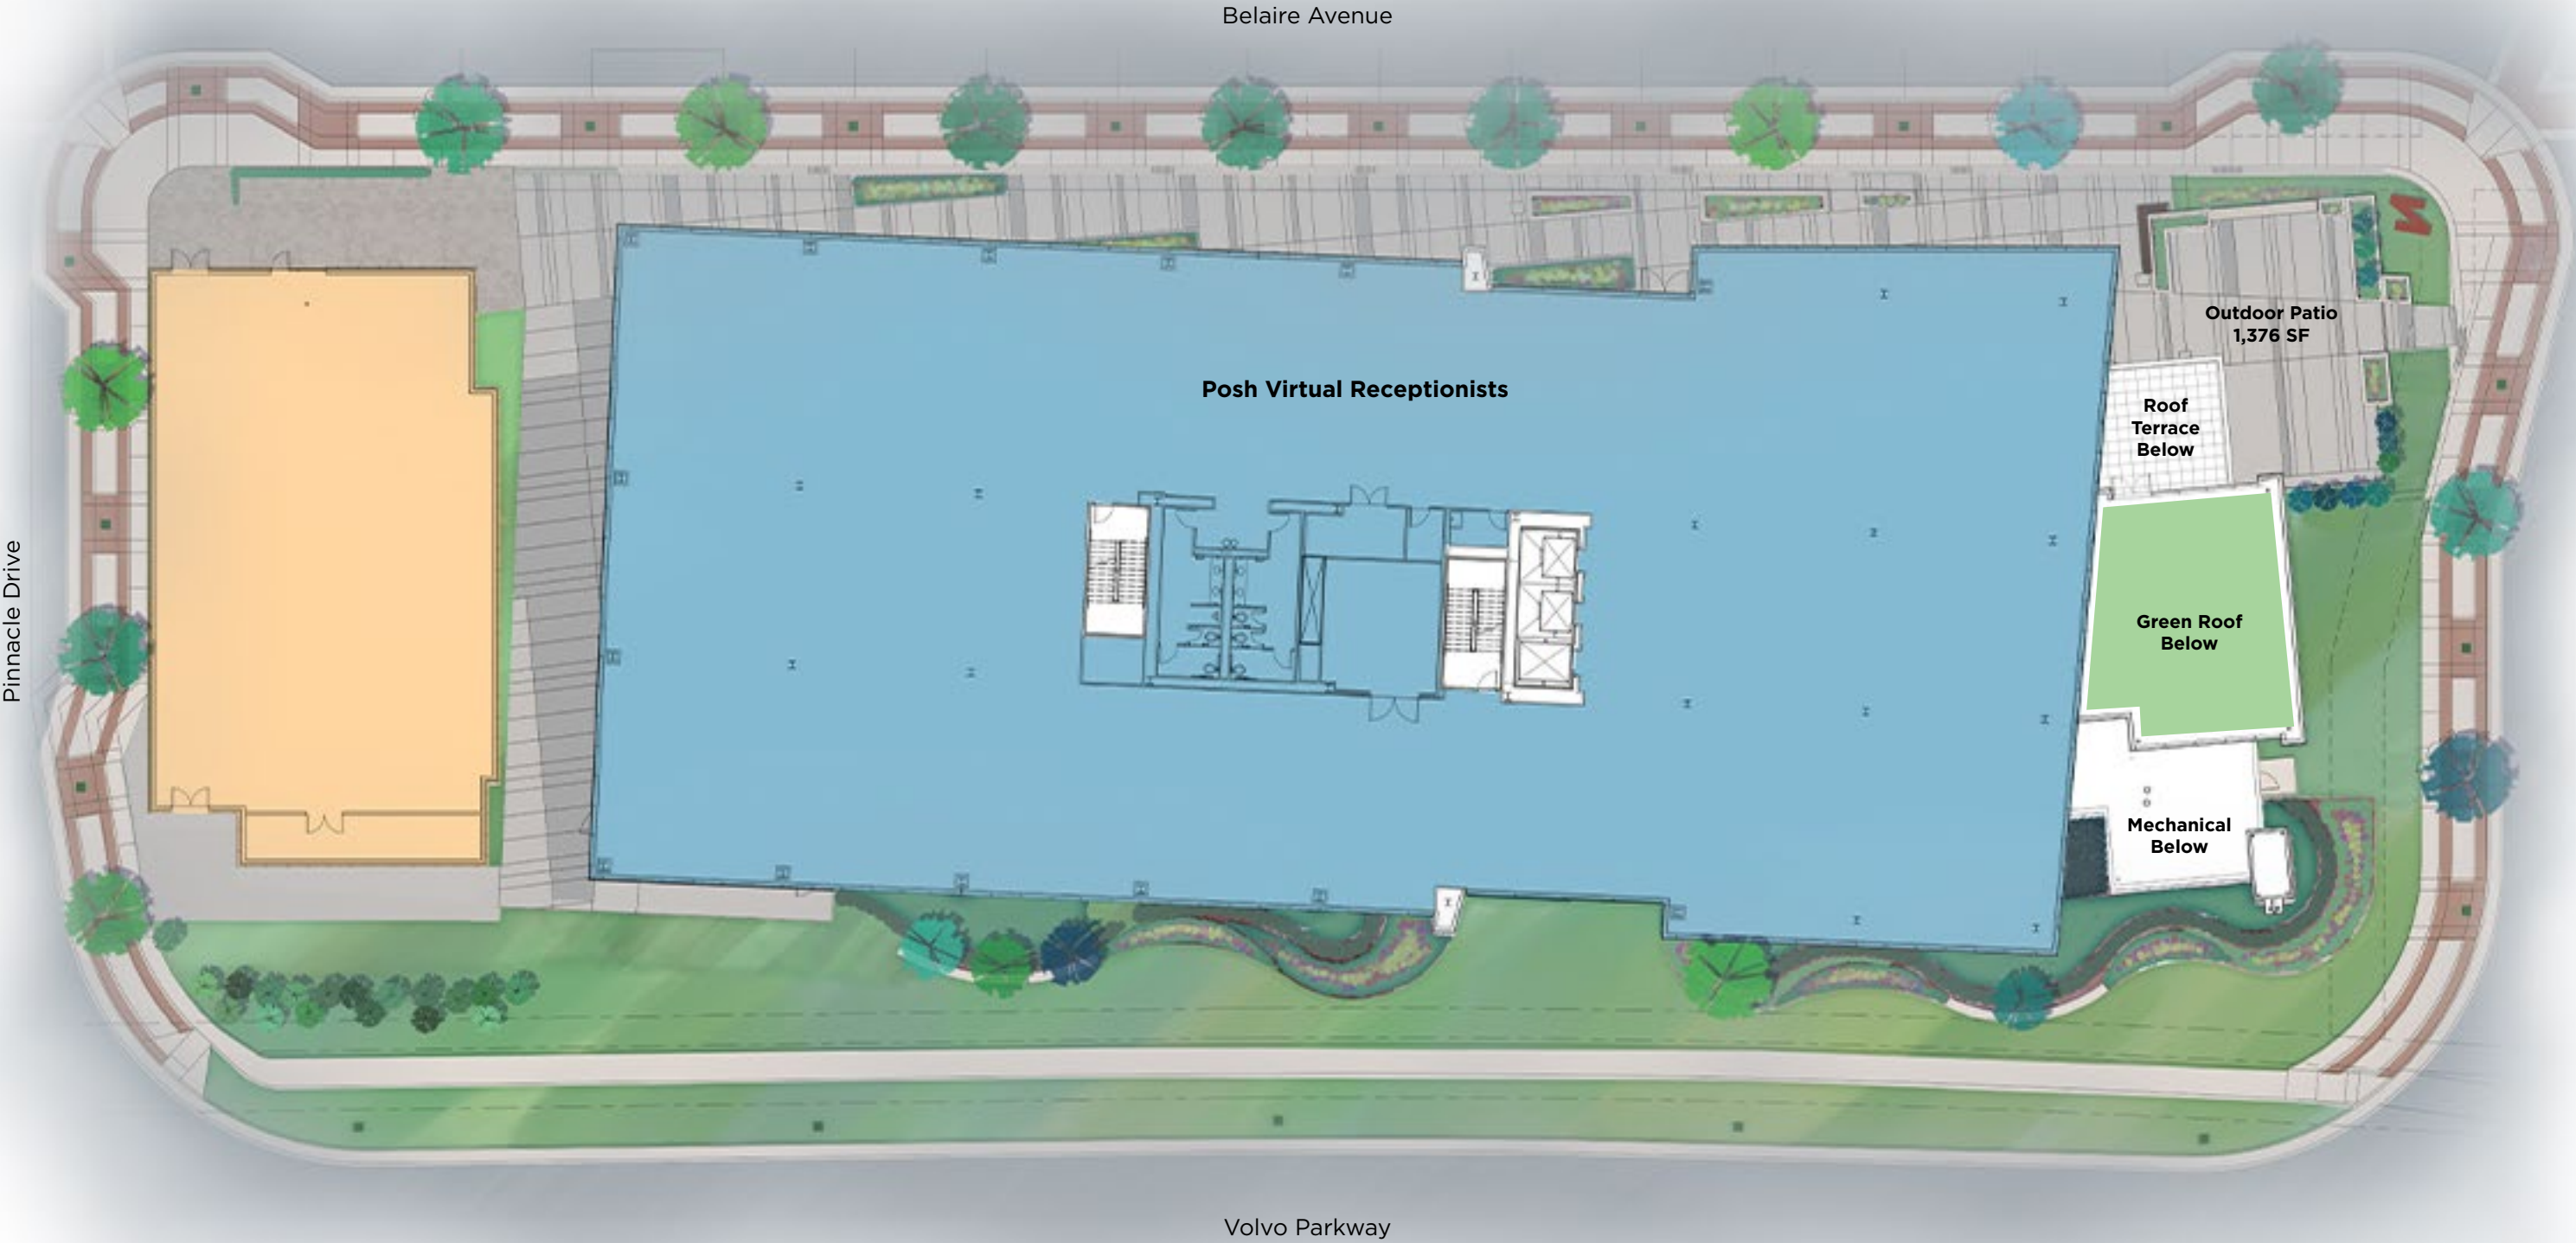 Belaire Avenue
Outdoor Patio
1,376 SF
Posh Virtual Receptionists
Roof
Terrace
Below
Pinnacle Drive
Green Roof
Below
Mechanical
Below
Volvo Parkway